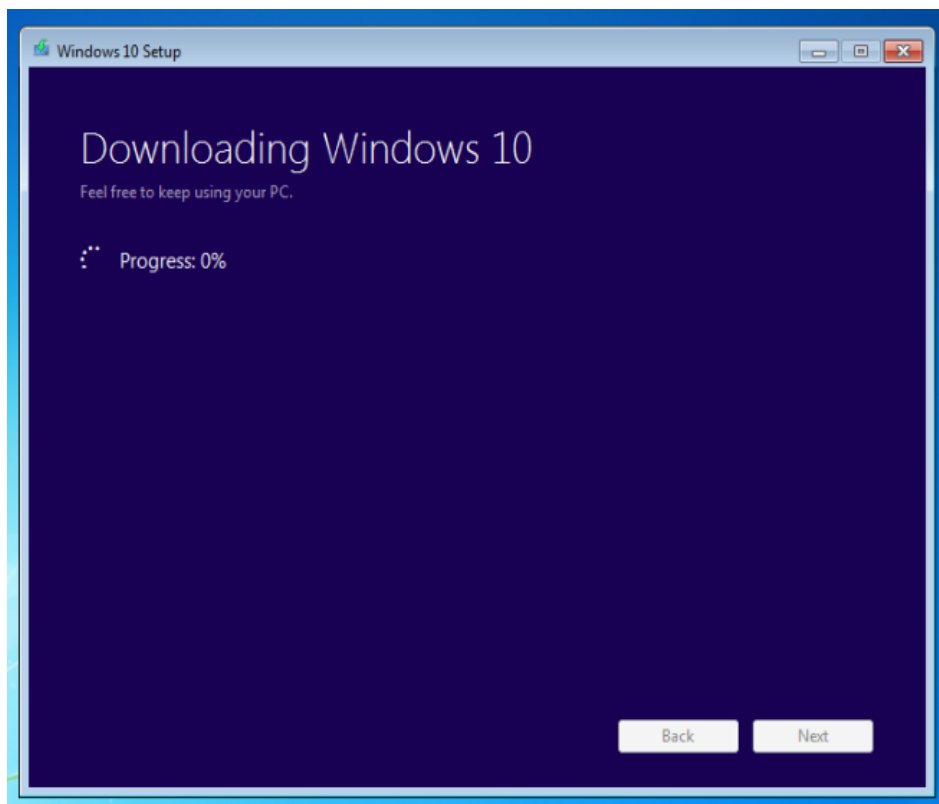 Windows 10 Setup
Downloading Windows 10
Feel free to keep using your PC.
Progress: 0%
Back Next